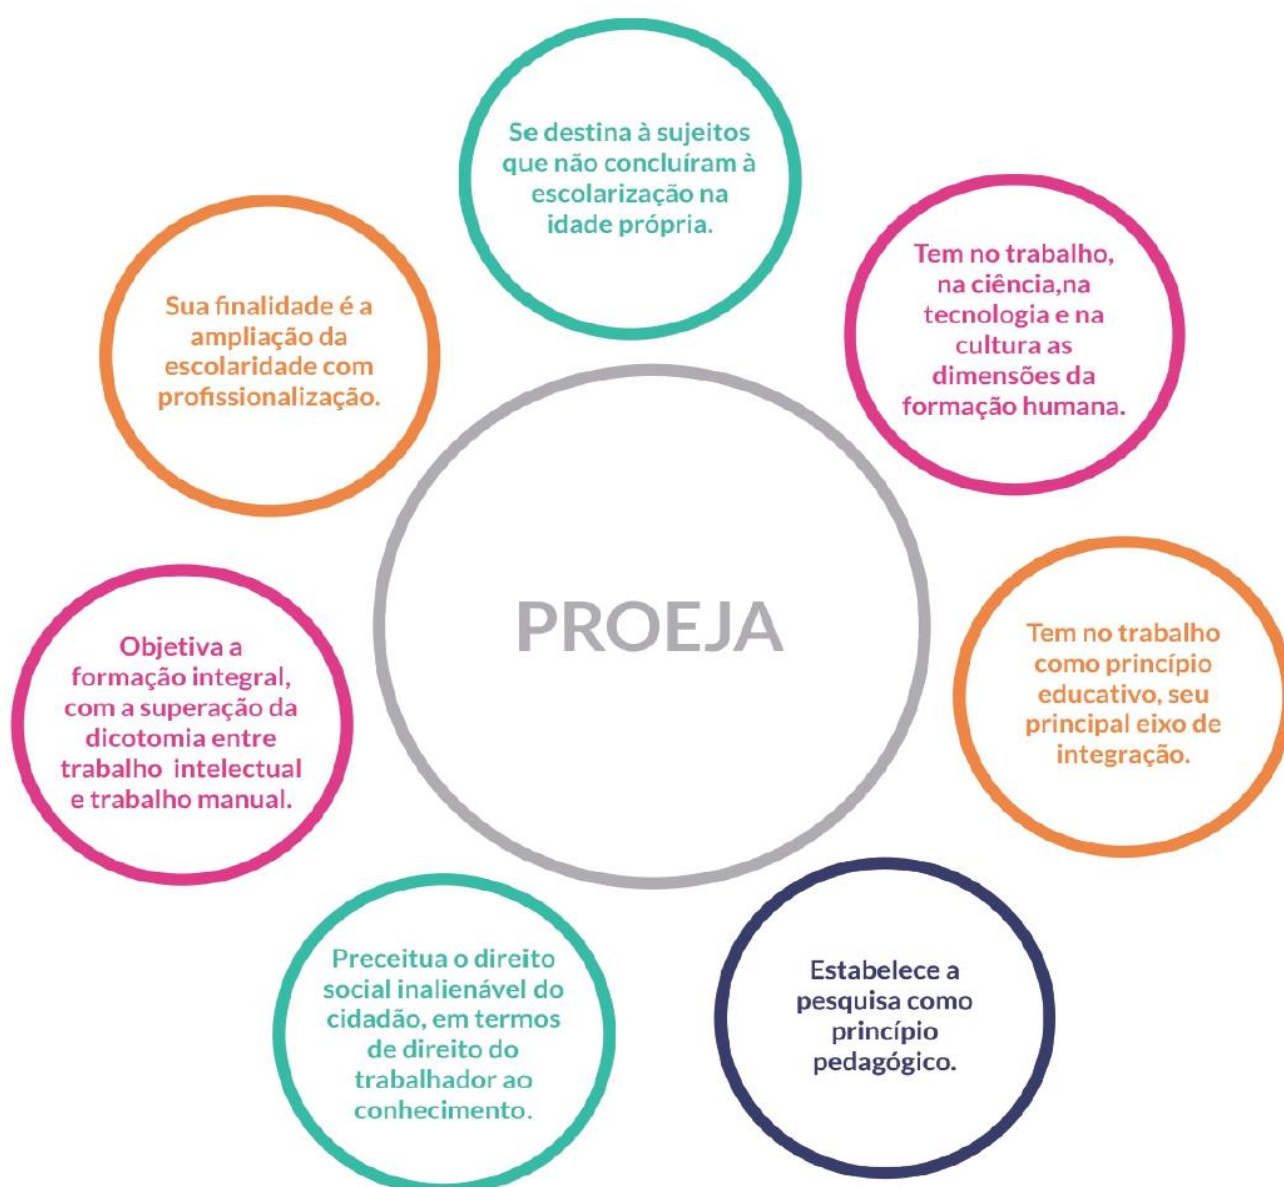 Se destina à sujeitos
que não concluíram à
escolarização na
idade própria.
Tem no trabalho,
na ciência,na
tecnologia e na
cultura as
dimensões da
formação humana.
Sua finalidade é a
ampliação da
escolaridade com
profissionalização.
PROEJA
Tem no trabalho
como princípio
educativo, seu
principal eixo de
integração.
Objetiva a
formação integral,
com a superação da
dicotomia entre
trabalho intelectual
e trabalho manual.
Preceitua o direito
social inalienável do
cidadão, em termos
de direito do
trabalhador ao
conhecimento.
Estabelece a
pesquisa como
princípio
pedagógico.